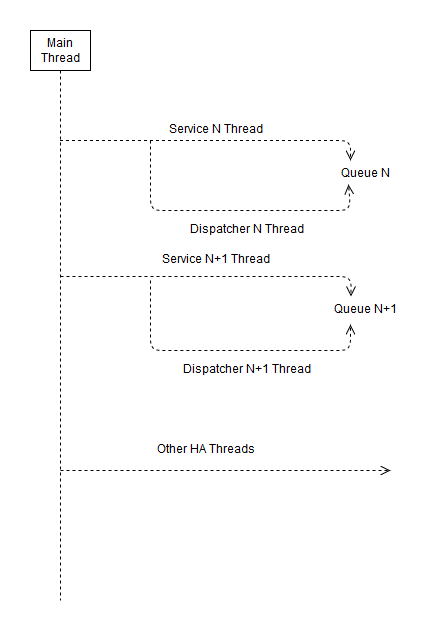 Main
Thread
Service N Thread
Queue N
Dispatcher N Thread
Service N+1 Thread
Queue N+1
Dispatcher N+1 Thread
Other HA Threads